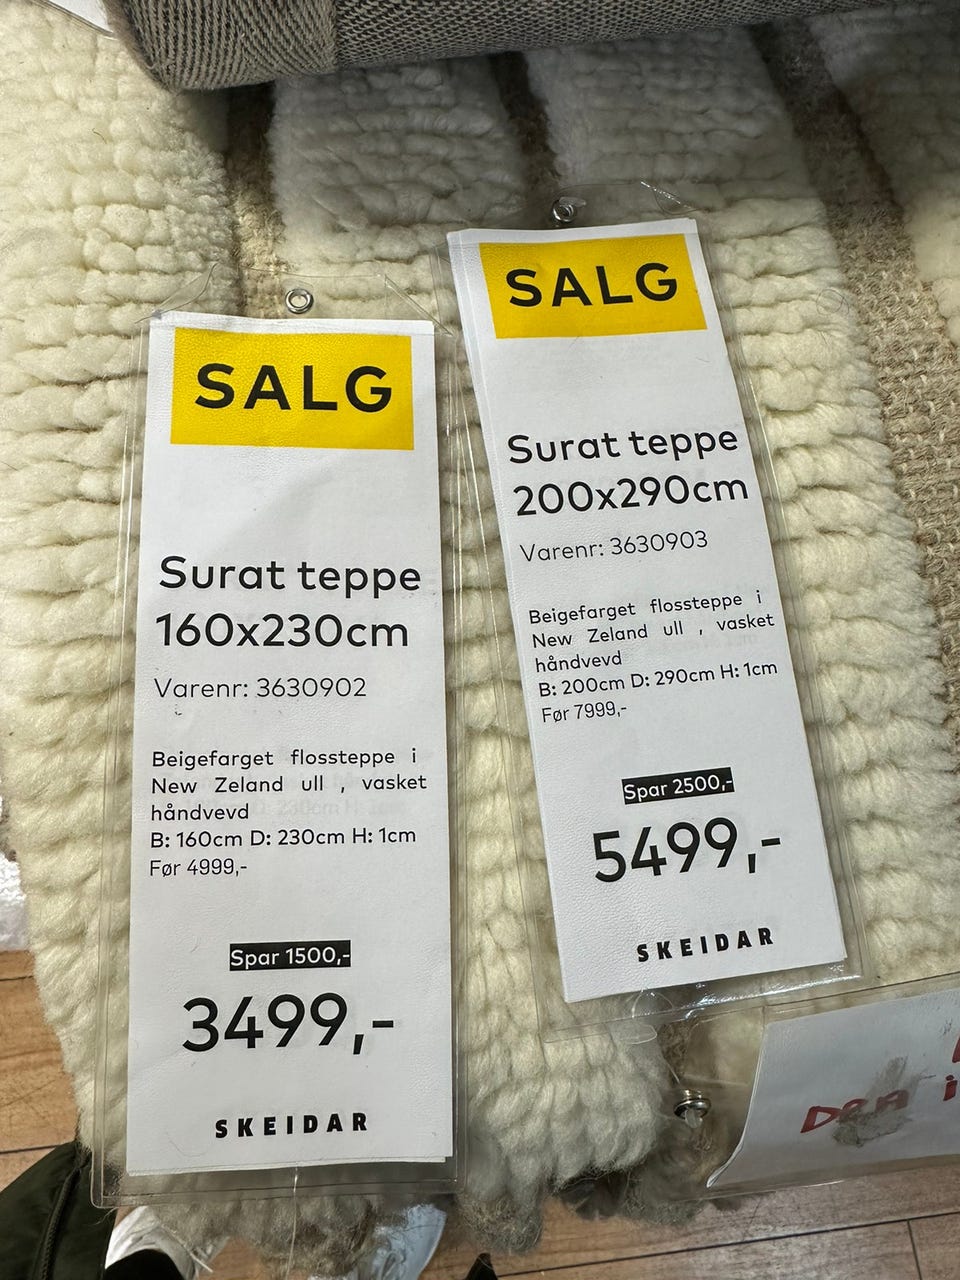 SALG
Surat teppe
160x230cm
Varenr: 3630902
Beigefarget flossteppe i
New Zeland ull , vasket
håndvevd
B: 160cm D: 230cm H: 1cm
Før 4999,-
Spar 1500,-
3499,-
SKEIDAR
SALG
Surat teppe
200x290cm
Varenr: 3630903
Beigefarget flossteppe i
New Zeland ull , vasket
håndvevd
B: 200cm D: 290cm H: 1cm
Før 7999,-
Spar 2500,-
5499,-
SKEIDAR